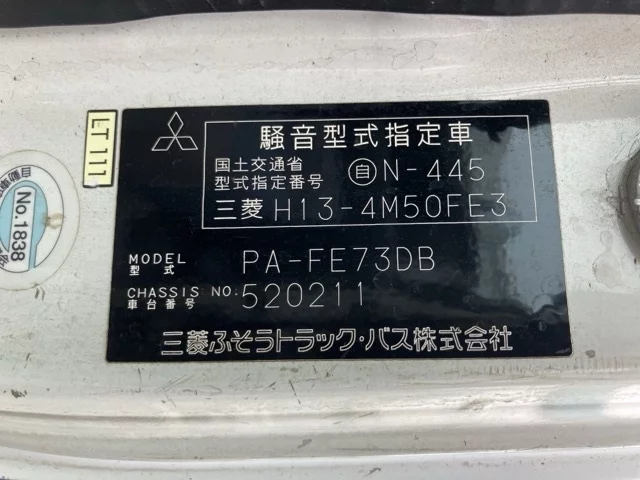 騒音型式指定車
国土交通省
型式指定番号 自N-445
三菱 H13-4M50FE3
MODEL
型式 PA-FE73DB
CHASSIS NO.
車台番号 520211
三菱ふそうトラック・バス株式会社
LT111
No.1838